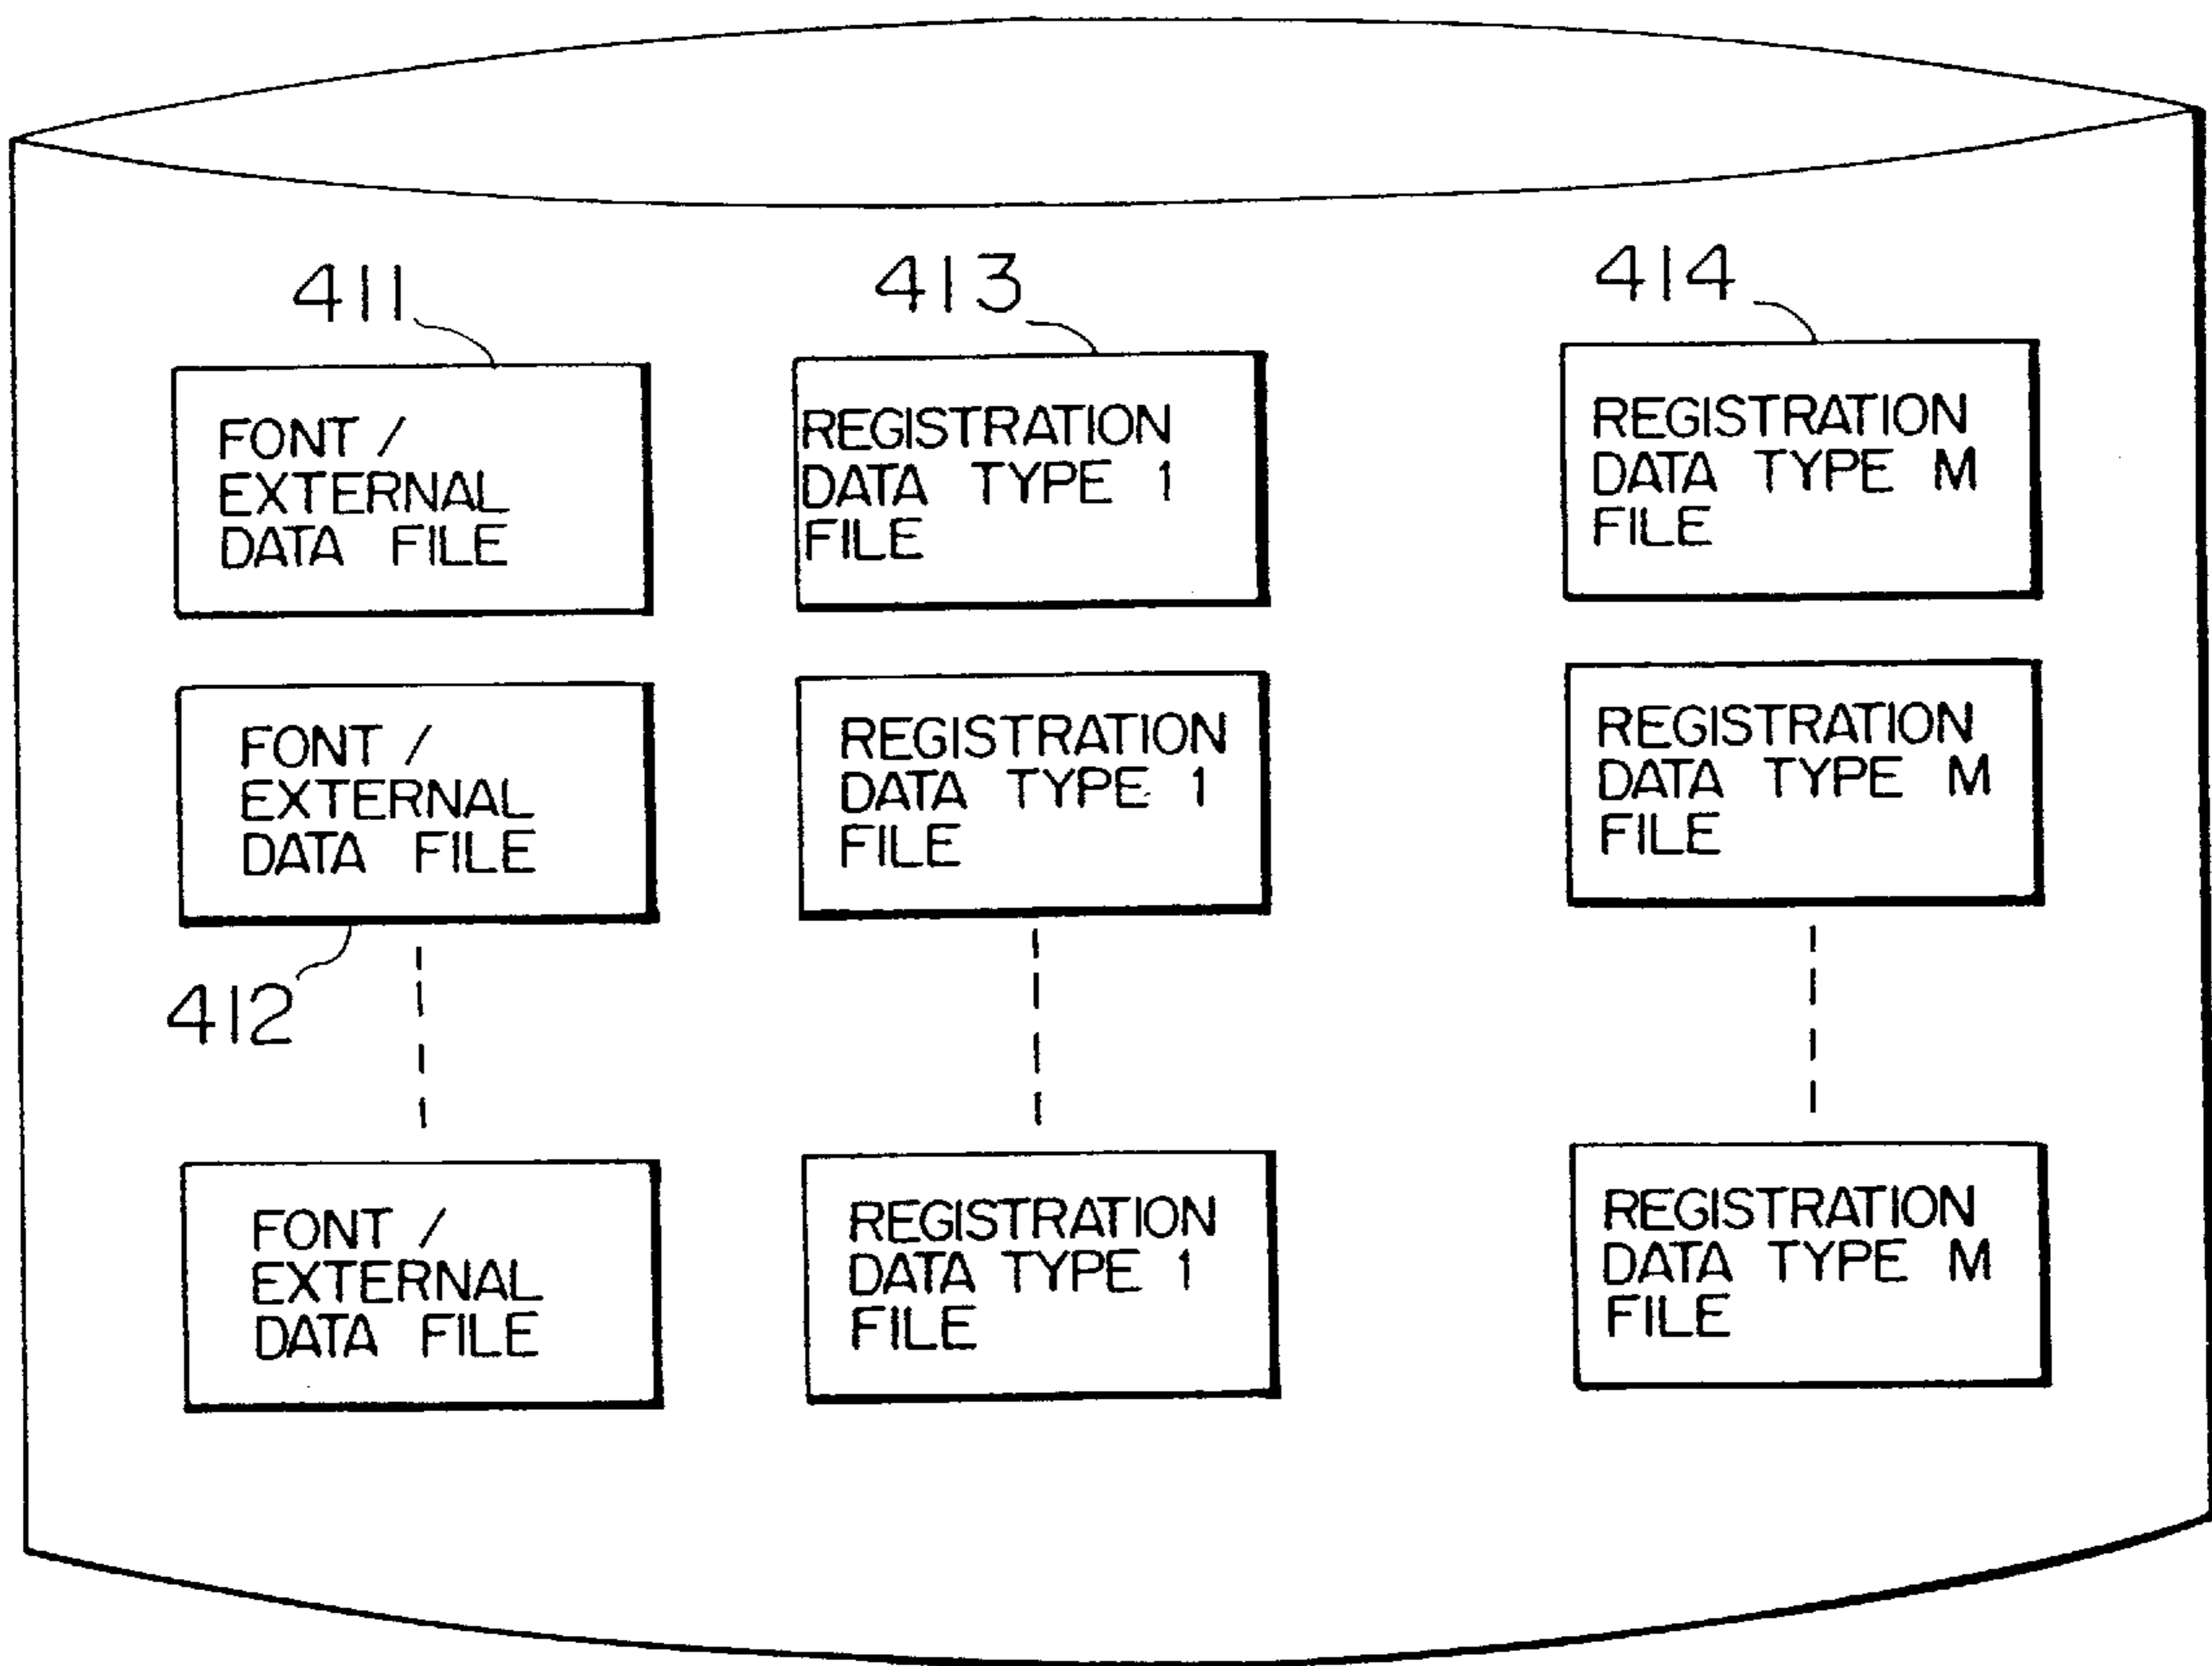 411
413
414
FONT /
EXTERNAL
DATA FILE
REGISTRATION
DATA TYPE 1
FILE
REGISTRATION
DATA TYPE M
FILE
FONT /
EXTERNAL
DATA FILE
REGISTRATION
DATA TYPE 1
FILE
REGISTRATION
DATA TYPE M
FILE
412
FONT /
EXTERNAL
DATA FILE
REGISTRATION
DATA TYPE 1
FILE
REGISTRATION
DATA TYPE M
FILE